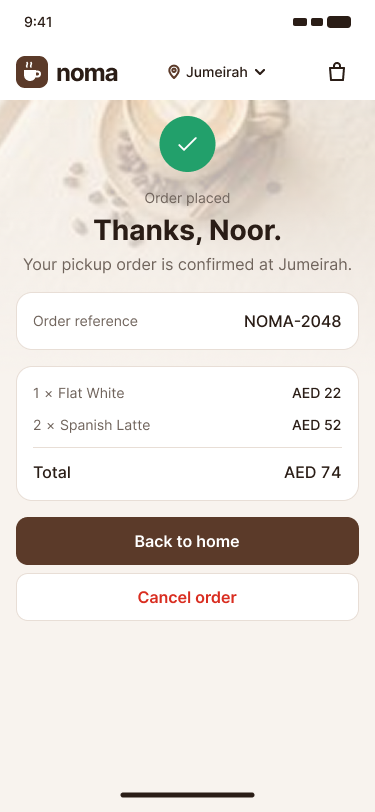 9:41
noma
Jumeirah
Order placed
Thanks, Noor.
Your pickup order is confirmed at Jumeirah.
Order reference NOMA-2048
1 × Flat White AED 22
2 × Spanish Latte AED 52
Total AED 74
Back to home
Cancel order